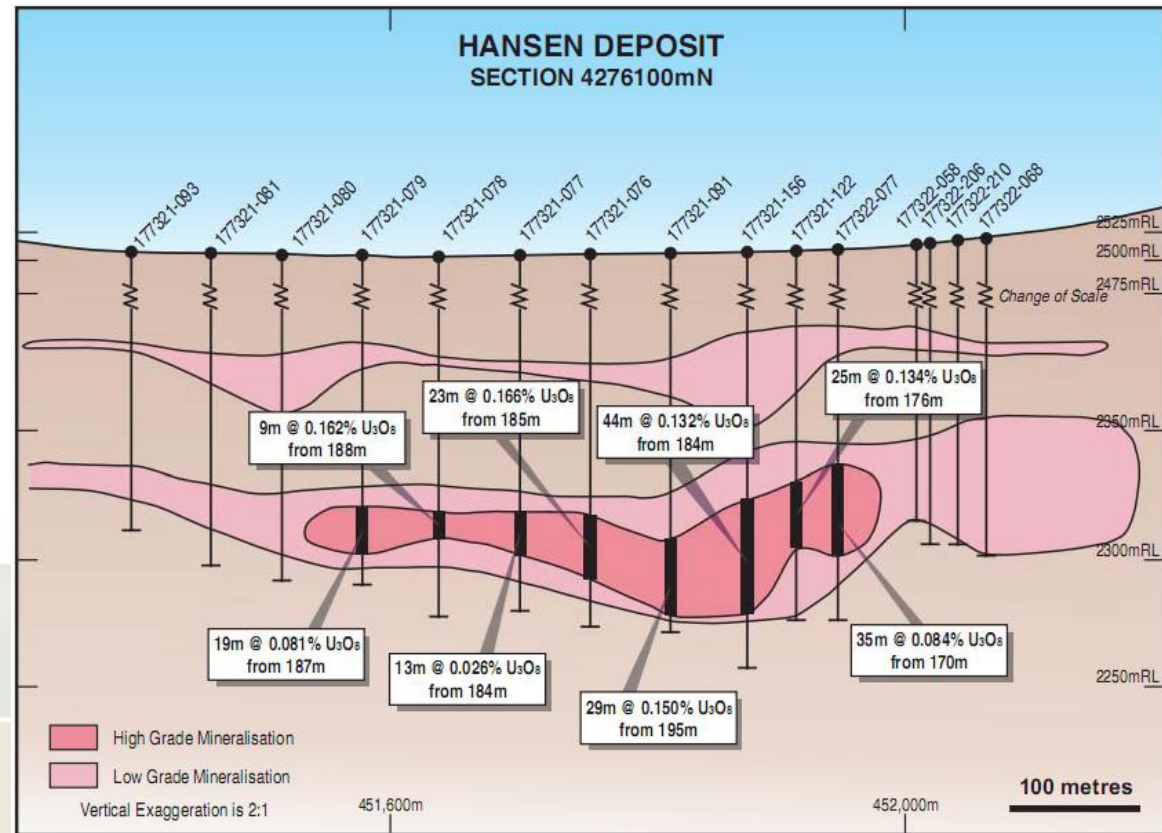 HANSEN DEPOSIT
SECTION 4276100mN
177321-093
177321-081
177321-080
177321-079
177321-078
177321-077
177321-076
177321-091
177321-156
177321-122
177322-077
177322-058
177322-206
177322-210
177322-068
2525mRL
2500mRL
2475mRL
Change of Scale
25m @ 0.134% U₃O₈
from 176m
23m @ 0.166% U₃O₈
from 185m
44m @ 0.132% U₃O₈
from 184m
9m @ 0.162% U₃O₈
from 188m
2350mRL
2300mRL
19m @ 0.081% U₃O₈
from 187m
13m @ 0.026% U₃O₈
from 184m
35m @ 0.084% U₃O₈
from 170m
29m @ 0.150% U₃O₈
from 195m
2250mRL
High Grade Mineralisation
Low Grade Mineralisation
Vertical Exaggeration is 2:1
451,600m
452,000m
100 metres